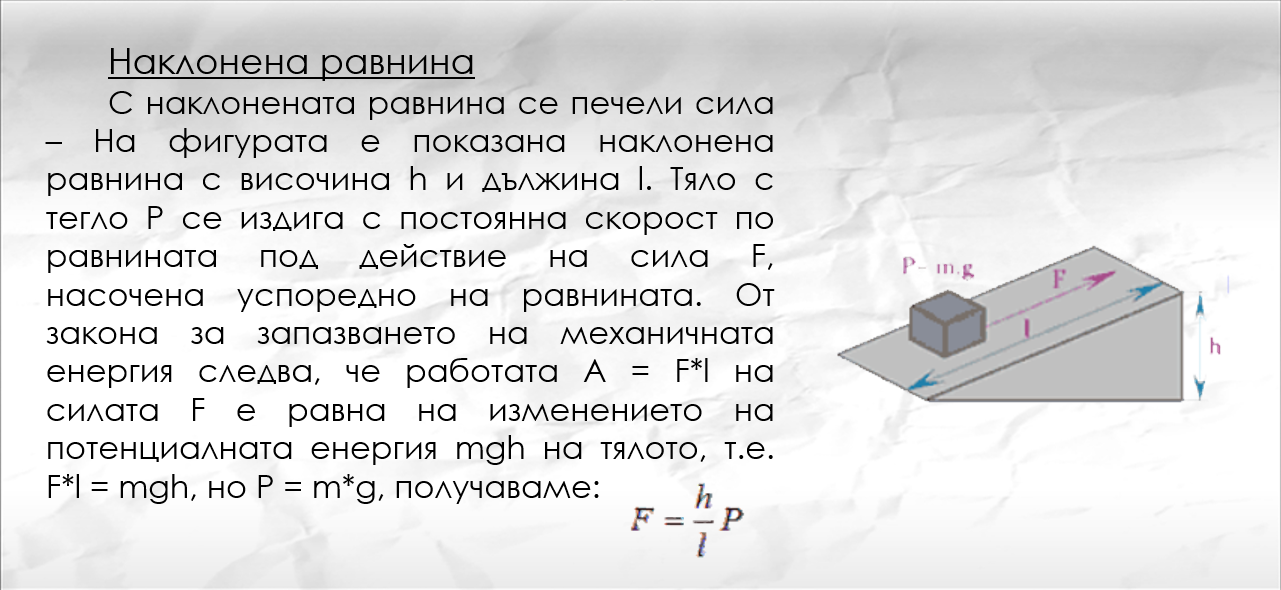 Наклонена равнина
С наклонената равнина се печели сила
– На фигурата е показана наклонена
равнина с височина h и дължина l. Тяло с
тегло P се издига с постоянна скорост по
равнината под действие на сила F,
насочена успоредно на равнината. От
закона за запазването на механичната
енергия следва, че работата A = F*l на
силата F е равна на изменението на
потенциалната енергия mgh на тялото, т.е.
F*l = mgh, но P = m*g, получаваме:
F = h/l P
P= m.g
F
l
h